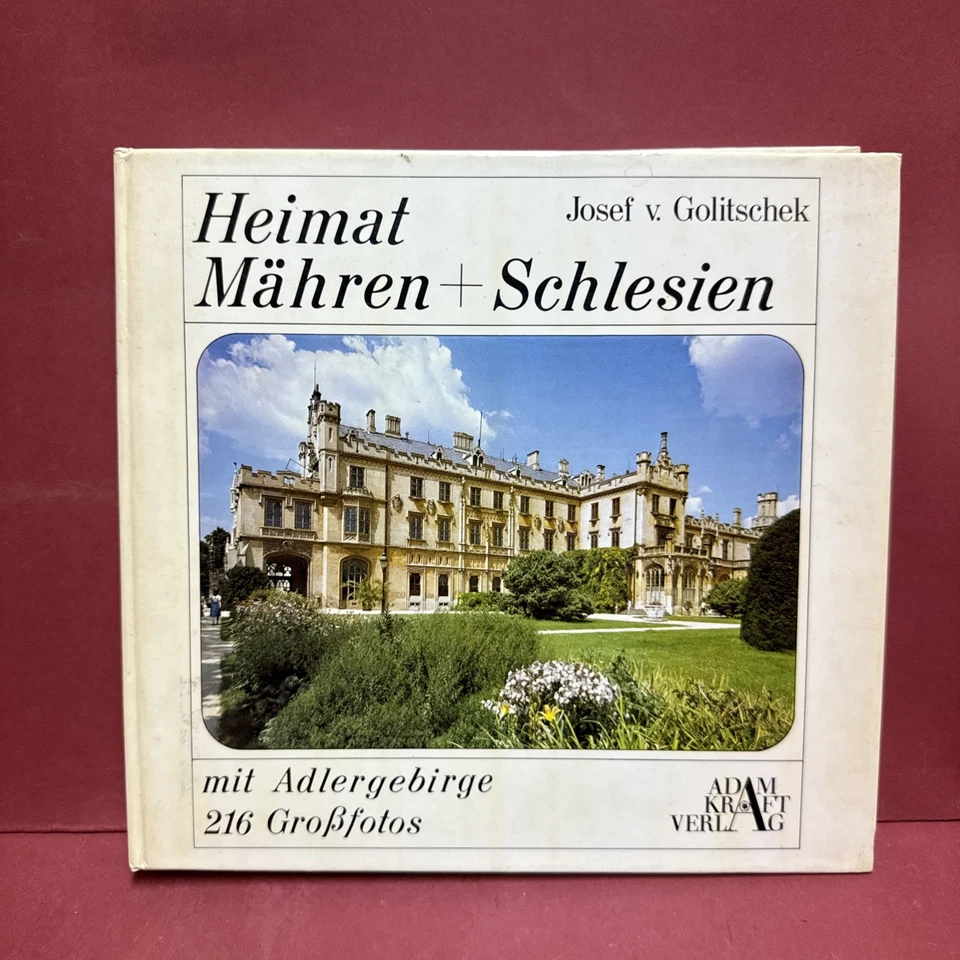 Heimat
Josef v. Golitschek
Mähren + Schlesien
mit Adlergebirge
216 Großfotos
ADAM
KRAFT
VERLAG